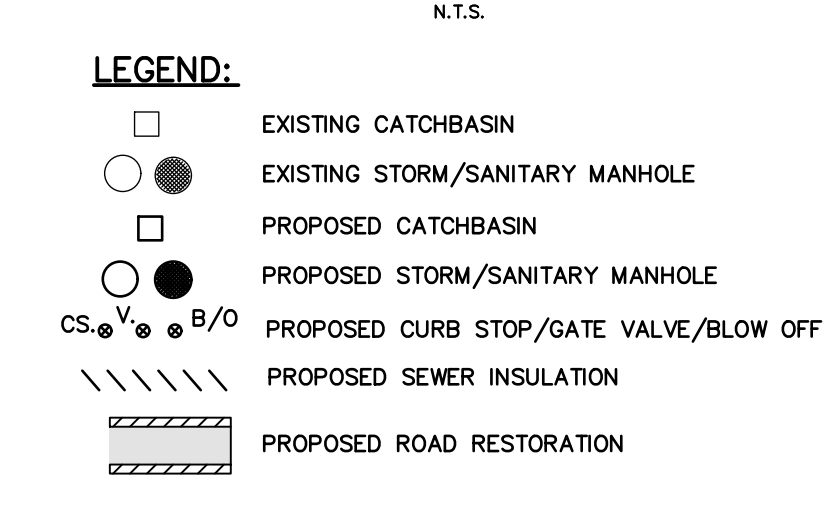 N.T.S.
LEGEND:
EXISTING CATCHBASIN
EXISTING STORM/SANITARY MANHOLE
PROPOSED CATCHBASIN
PROPOSED STORM/SANITARY MANHOLE
CS. V. B/O PROPOSED CURB STOP/GATE VALVE/BLOW OFF
PROPOSED SEWER INSULATION
PROPOSED ROAD RESTORATION